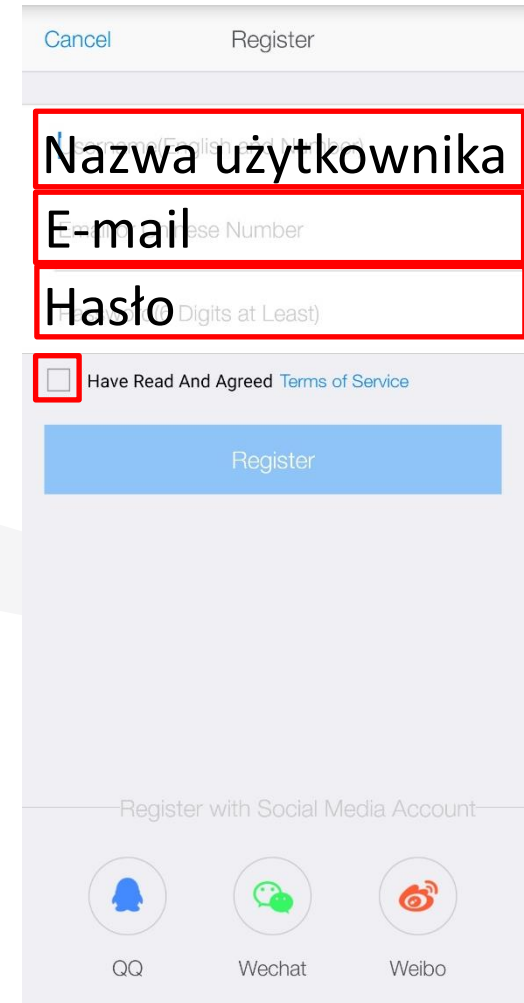 Cancel Register
Nazwa użytkownika
E-mail
Hasło
Have Read And Agreed Terms of Service
Register
Register with Social Media Account
QQ Wechat Weibo